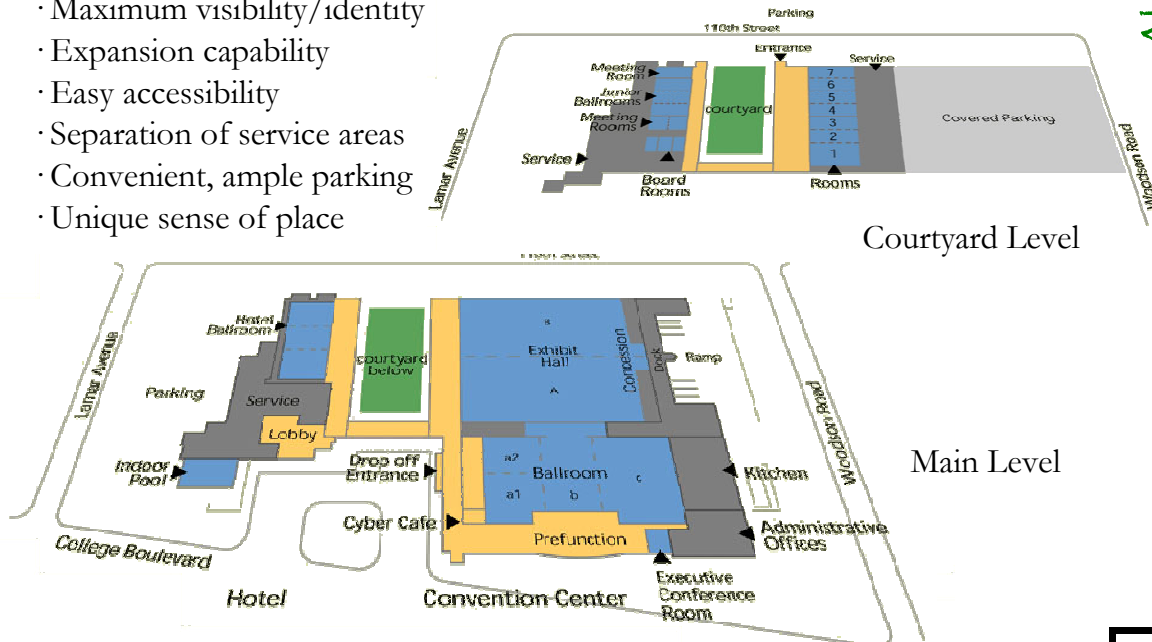 · Maximum visibility/identity
· Expansion capability
· Easy accessibility
· Separation of service areas
· Convenient, ample parking
· Unique sense of place
Parking
110th Street
Entrance
Service
Meeting
Room
Junior
Ballrooms
Meeting
Rooms
Service
Board
Rooms
courtyard
7
6
5
4
3
2
1
Rooms
Covered Parking
Lamar Avenue
Woodson Road
Courtyard Level
110th Street
Hotel
Ballroom
courtyard
below
B
Exhibit
Hall
A
Concession
Dock
Ramp
Lamar Avenue
Parking
Service
Lobby
Indoor
Pool
Drop off
Entrance
a2
a1
Ballroom
b
c
Kitchen
Woodson Road
Main Level
Cyber Cafe
Prefunction
Administrative
Offices
College Boulevard
Executive
Conference
Room
Hotel
Convention Center